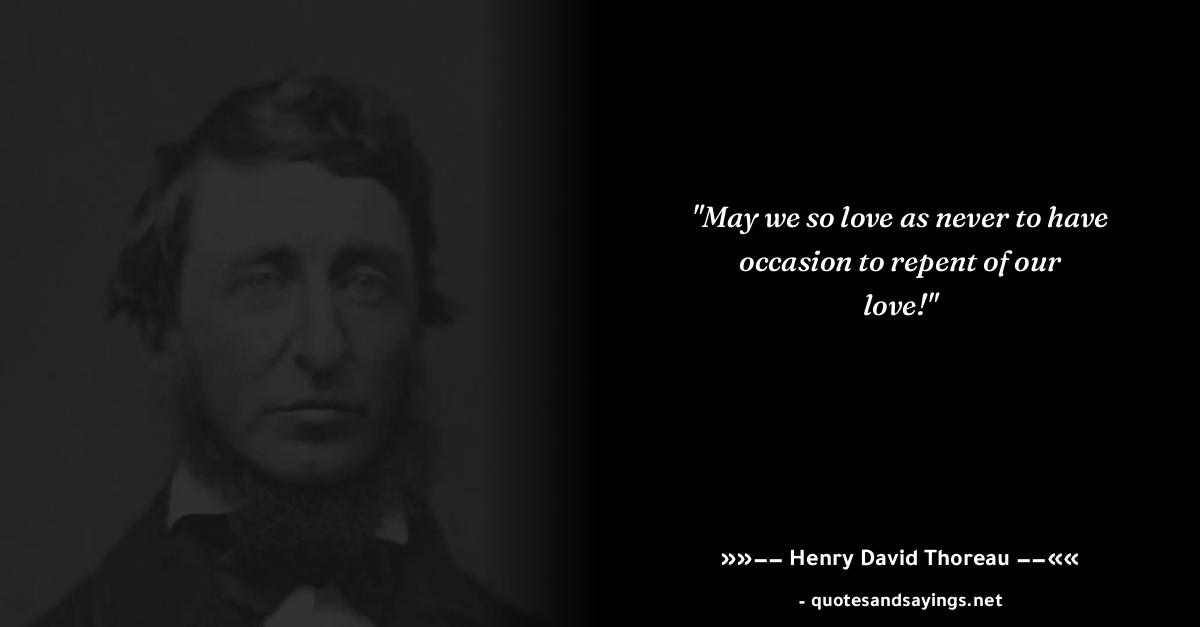 "May we so love as never to have
occasion to repent of our
love!"
»»−− Henry David Thoreau −−««
- quotesandsayings.net